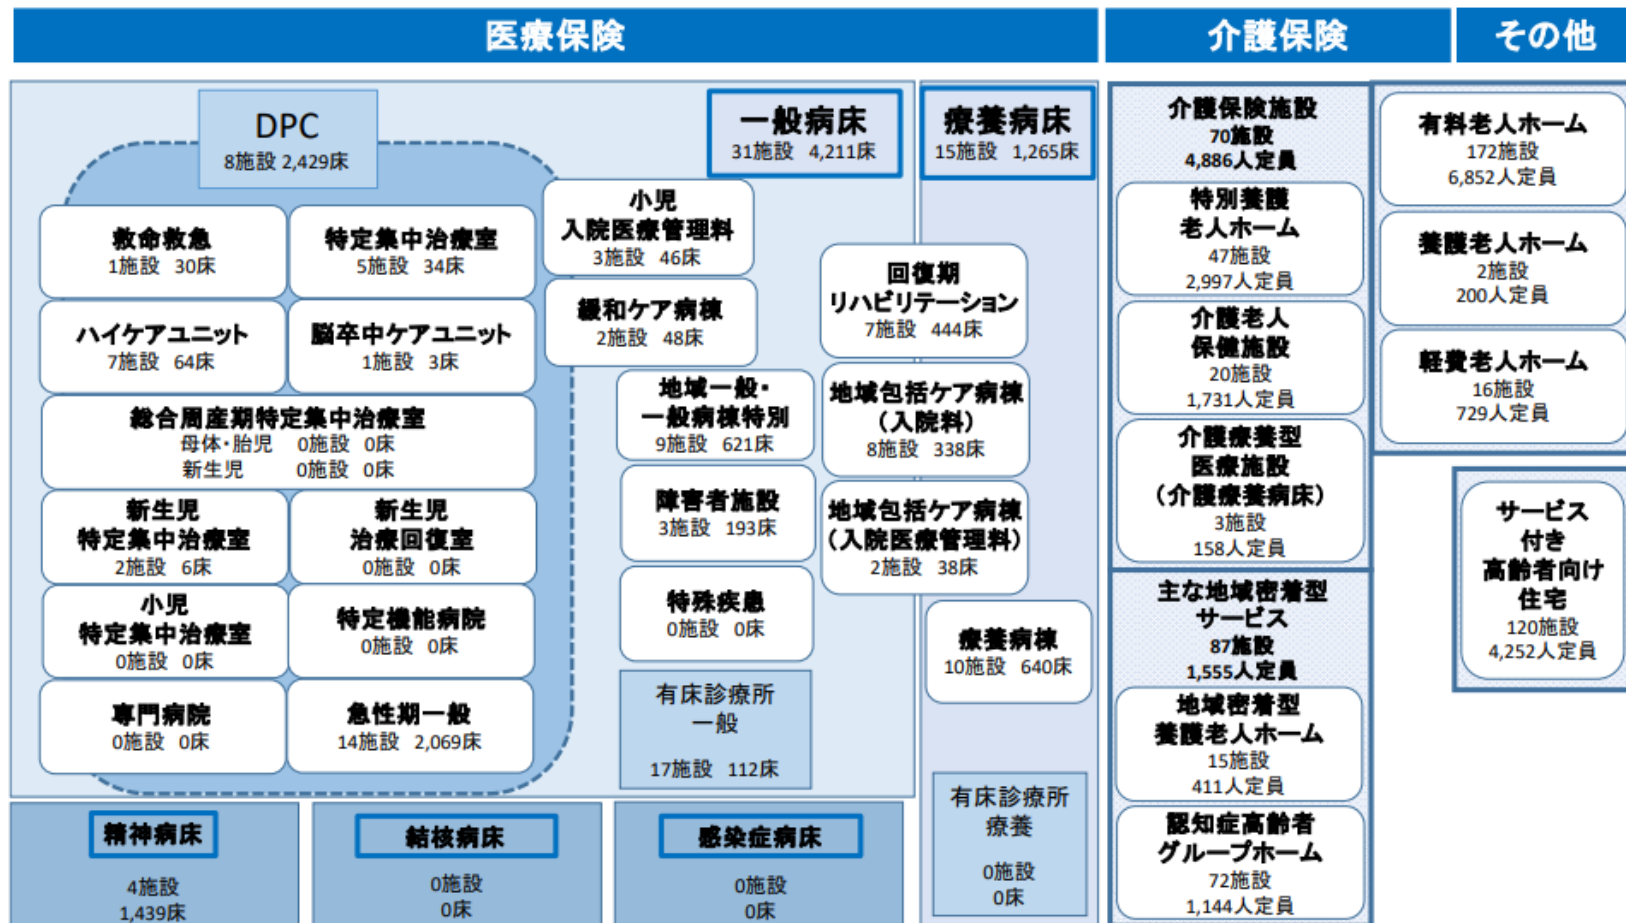 医療保険
介護保険
その他
DPC
8施設 2,429床
一般病床
31施設 4,211床
療養病床
15施設 1,265床
救命救急
1施設 30床
特定集中治療室
5施設 34床
ハイケアユニット
7施設 64床
脳卒中ケアユニット
1施設 3床
総合周産期特定集中治療室
母体・胎児 0施設 0床
新生児 0施設 0床
新生児
特定集中治療室
2施設 6床
新生児
治療回復室
0施設 0床
小児
特定集中治療室
0施設 0床
特定機能病院
0施設 0床
専門病院
0施設 0床
急性期一般
14施設 2,069床
小児
入院医療管理料
3施設 46床
緩和ケア病棟
2施設 48床
地域一般・
一般病棟特別
9施設 621床
障害者施設
3施設 193床
特殊疾患
0施設 0床
有床診療所
一般
17施設 112床
回復期
リハビリテーション
7施設 444床
地域包括ケア病棟
(入院料)
8施設 338床
地域包括ケア病棟
(入院医療管理料)
2施設 38床
療養病棟
10施設 640床
有床診療所
療養
0施設
0床
精神病床
4施設
1,439床
結核病床
0施設
0床
感染症病床
0施設
0床
介護保険施設
70施設
4,886人定員
特別養護
老人ホーム
47施設
2,997人定員
介護老人
保健施設
20施設
1,731人定員
介護療養型
医療施設
(介護療養病床)
3施設
158人定員
主な地域密着型
サービス
87施設
1,555人定員
地域密着型
養護老人ホーム
15施設
411人定員
認知症高齢者
グループホーム
72施設
1,144人定員
有料老人ホーム
172施設
6,852人定員
養護老人ホーム
2施設
200人定員
軽費老人ホーム
16施設
729人定員
サービス
付き
高齢者向け
住宅
120施設
4,252人定員